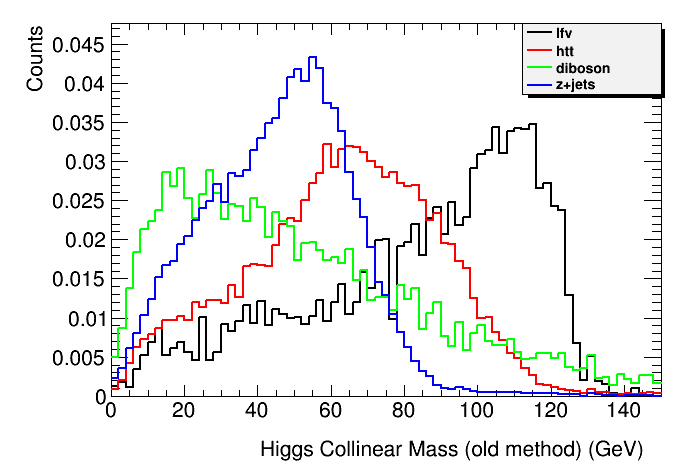 Counts
0.045
0.04
0.035
0.03
0.025
0.02
0.015
0.01
0.005
0
lfv
htt
diboson
z+jets
0 20 40 60 80 100 120 140
Higgs Collinear Mass (old method) (GeV)